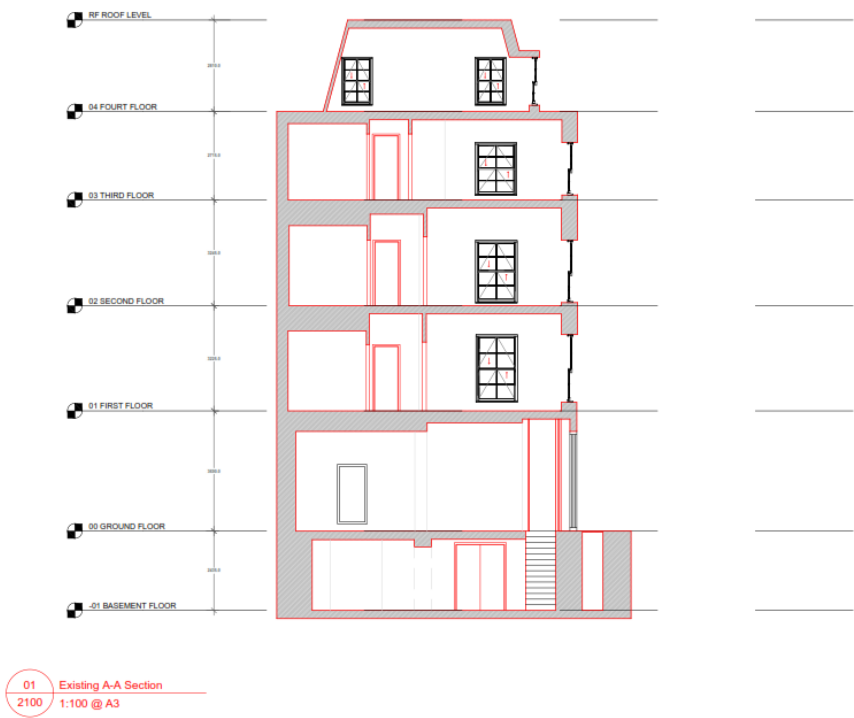 RF ROOF LEVEL
04 FOURT FLOOR
03 THIRD FLOOR
02 SECOND FLOOR
01 FIRST FLOOR
00 GROUND FLOOR
-01 BASEMENT FLOOR
01
Existing A-A Section
2100
1:100 @ A3